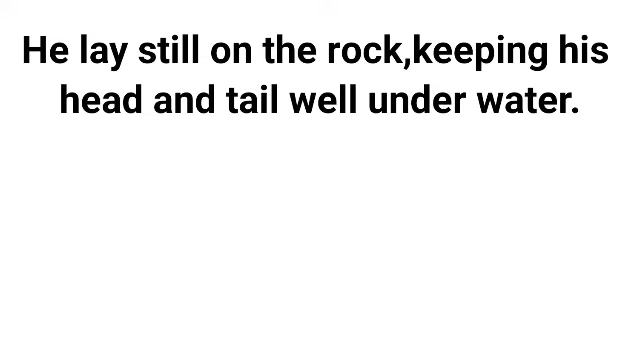 He lay still on the rock,keeping his
head and tail well under water.